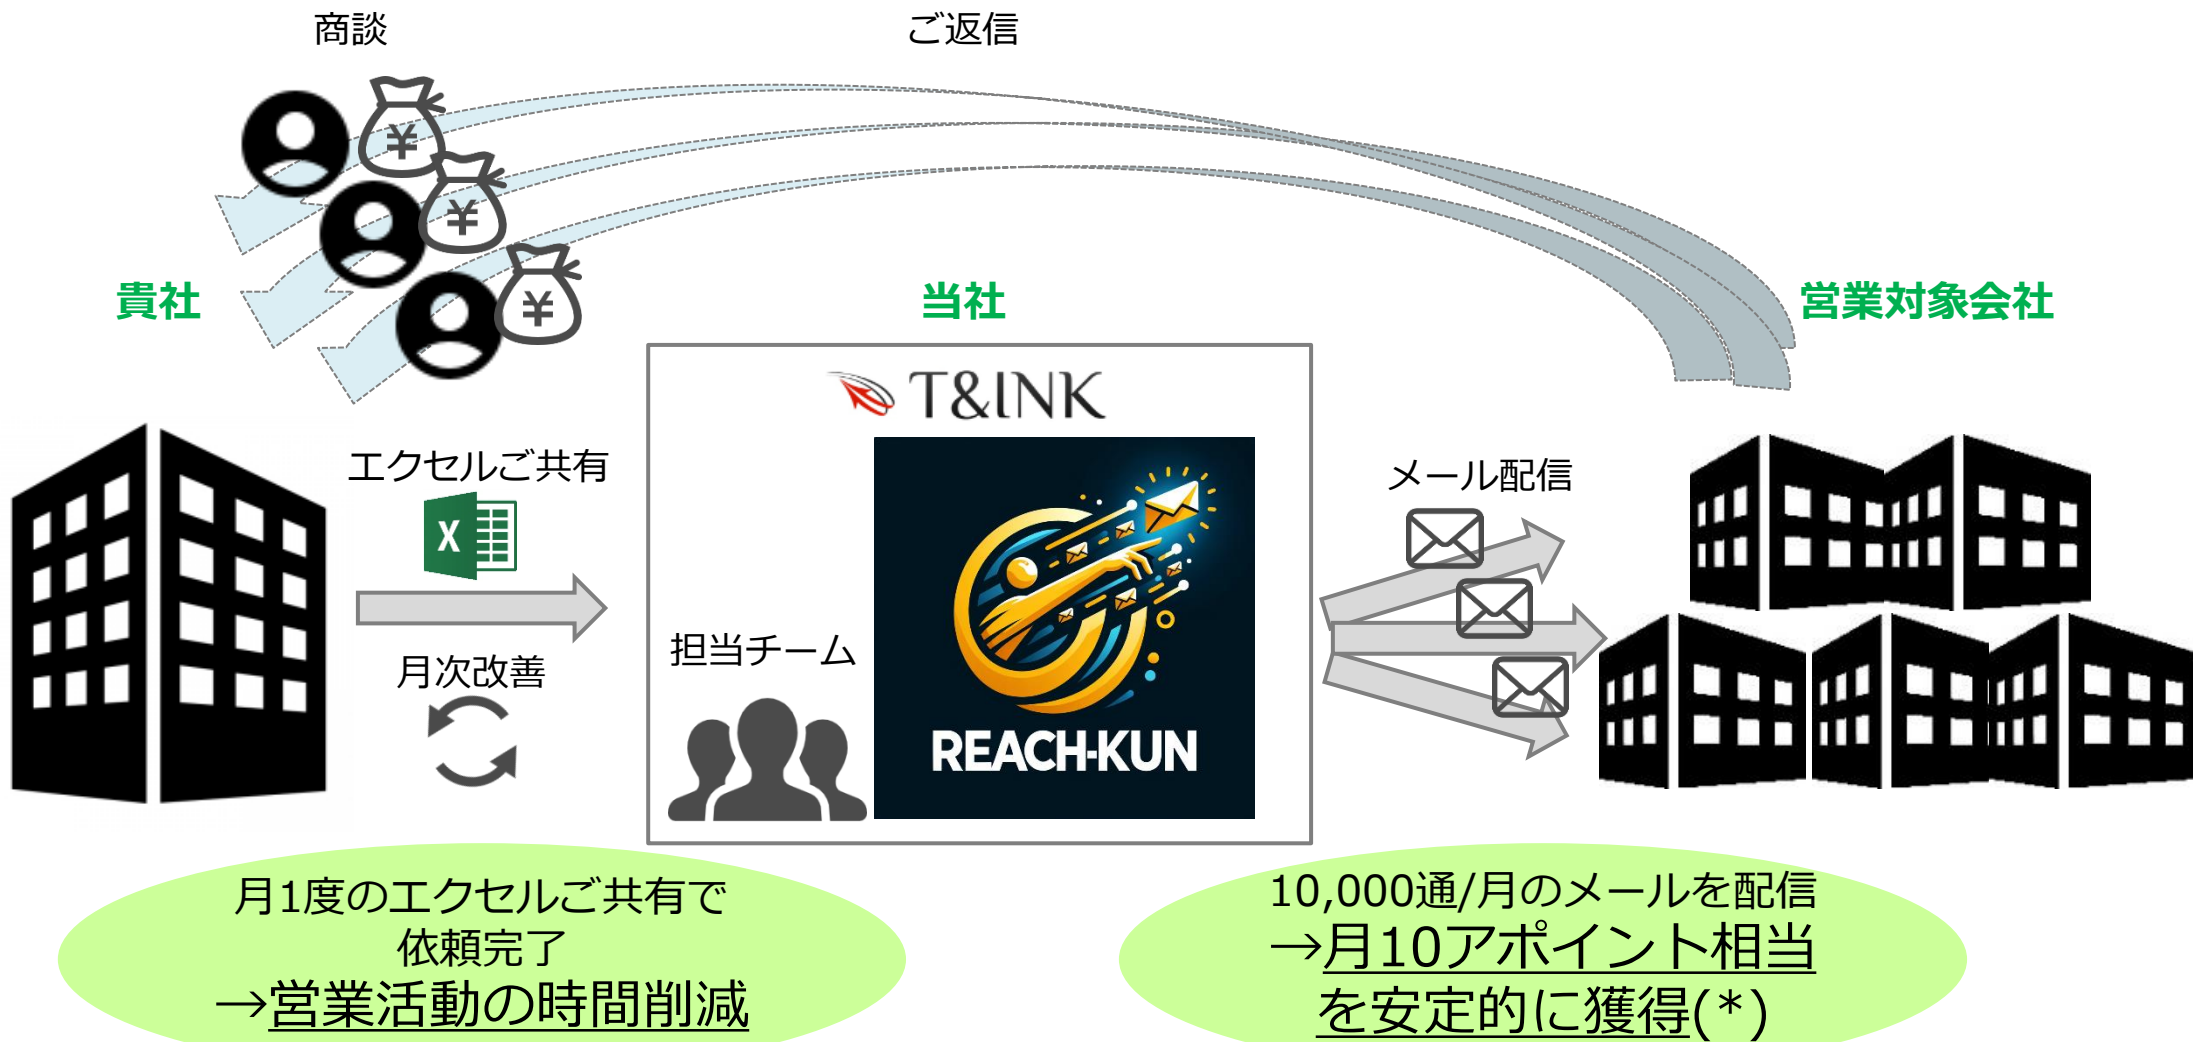 商談
ご返信
貴社
当社
営業対象会社
T&INK
エクセルご共有
X
メール配信
担当チーム
月次改善
REACH-KUN
月1度のエクセルご共有で
依頼完了
→営業活動の時間削減
10,000通/月のメールを配信
→月10アポイント相当
を安定的に獲得(*)
¥
¥
¥